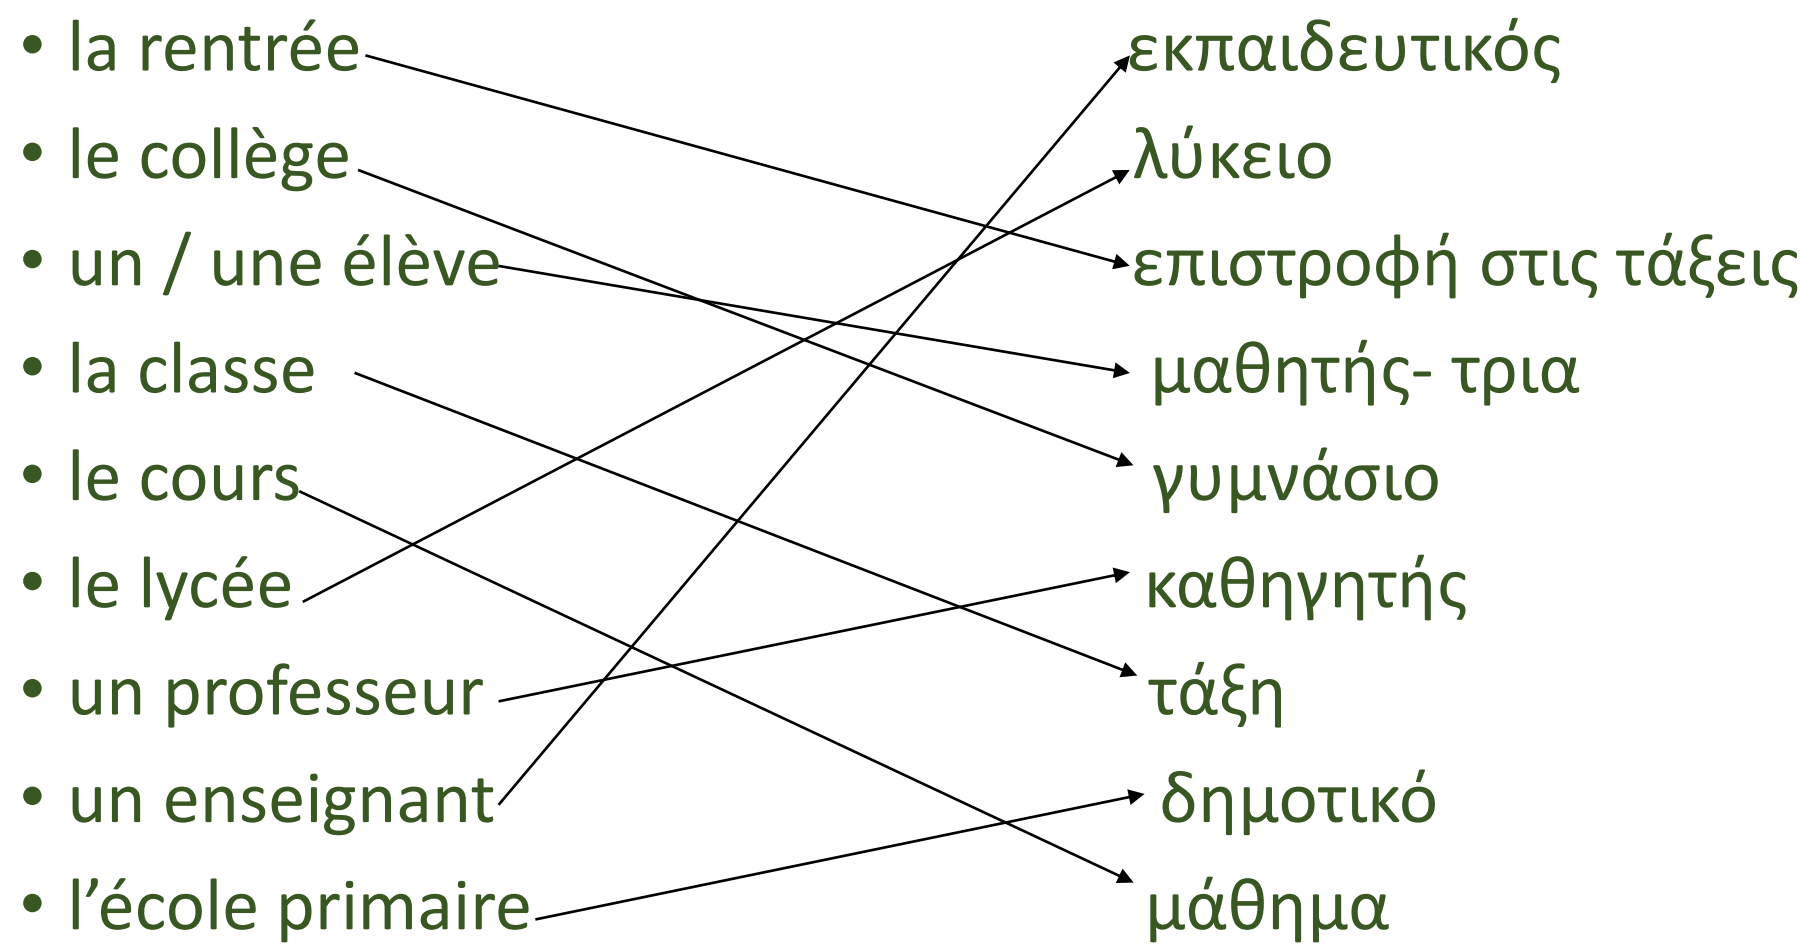 • la rentrée εκπαιδευτικός
• le collège λύκειο
• un / une élève επιστροφή στις τάξεις
• la classe μαθητής- τρια
• le cours γυμνάσιο
• le lycée καθηγητής
• un professeur τάξη
• un enseignant δημοτικό
• l’école primaire μάθημα